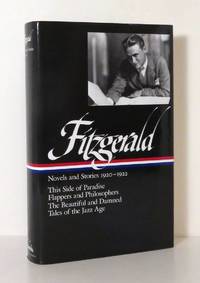 Fitzgerald
Novels and Stories 1920–1922
This Side of Paradise
Flappers and Philosophers
The Beautiful and Damned
Tales of the Jazz Age